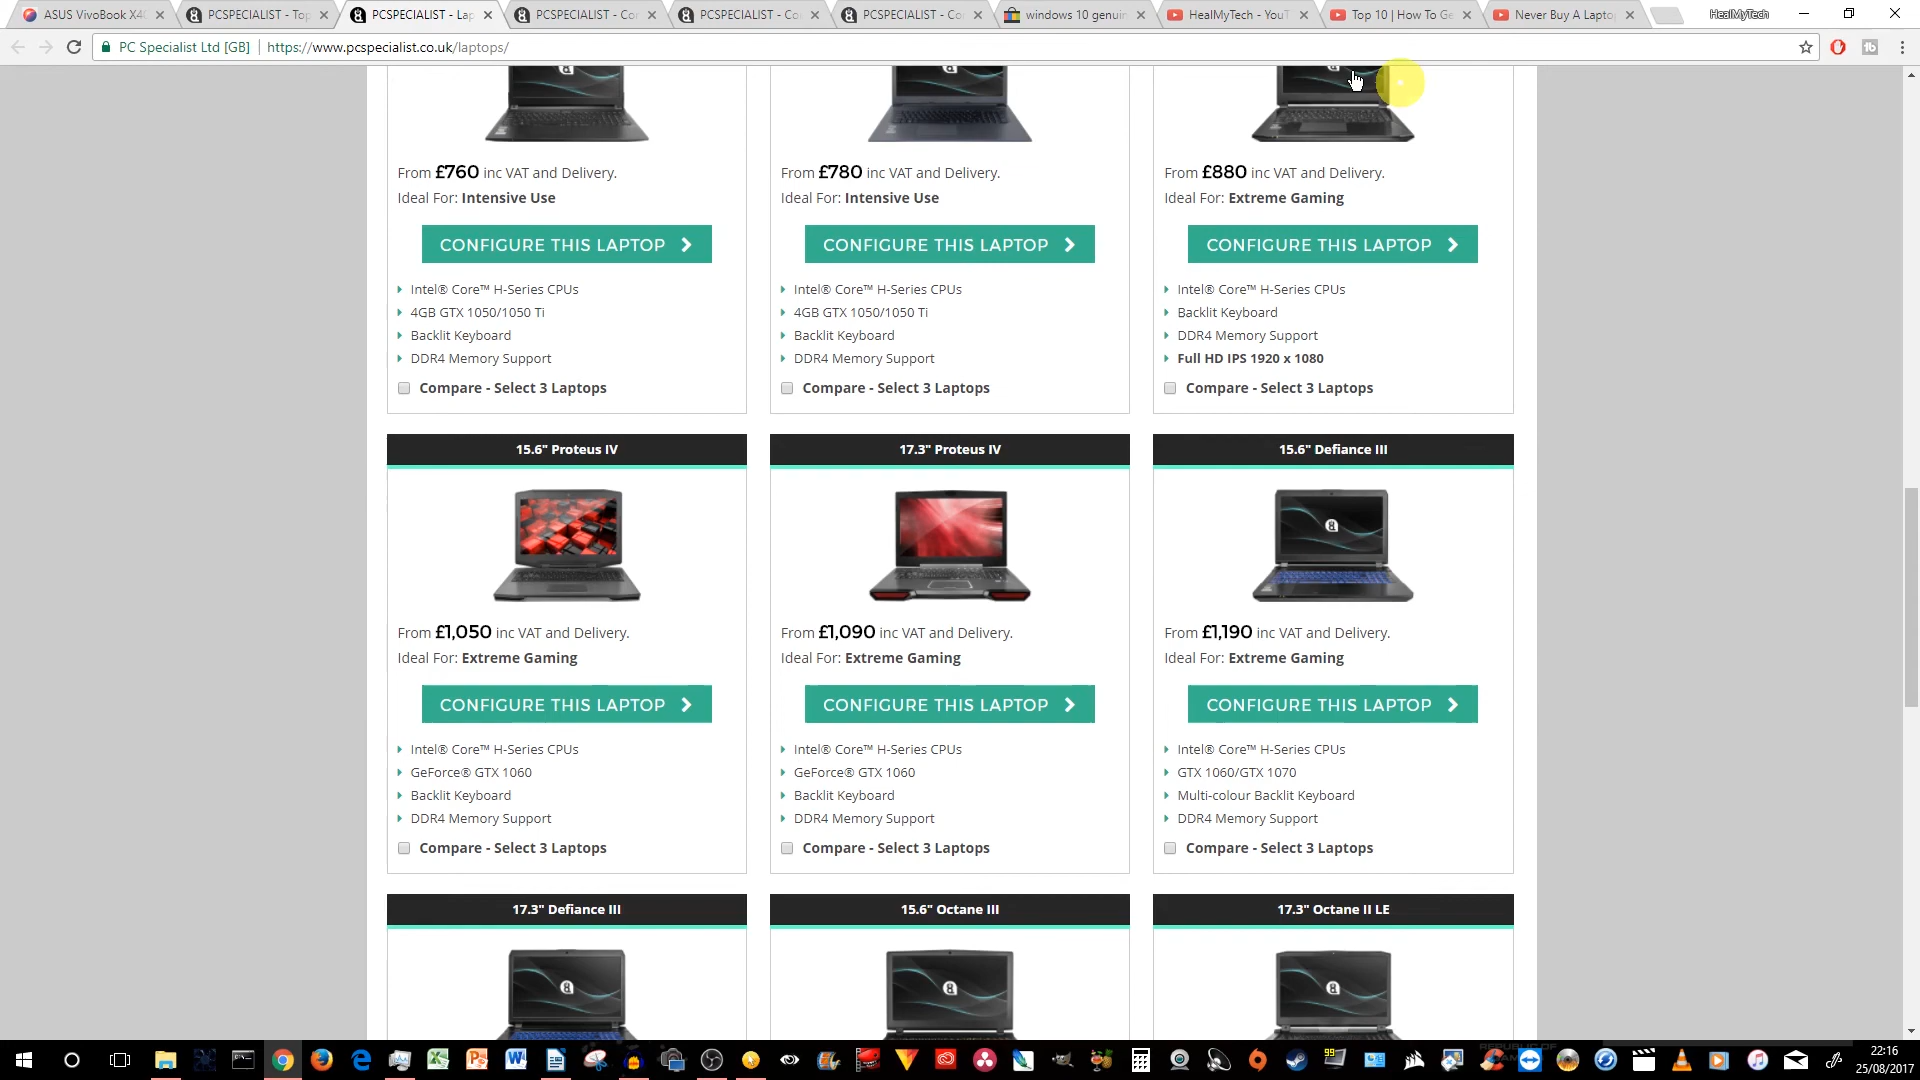 ASUS VivoBook X4
PCSPECIALIST - Top
PCSPECIALIST - Lap
PCSPECIALIST - Co
PCSPECIALIST - Co
PCSPECIALIST - Co
windows 10 genuin
HealMyTech - YouT
Top 10 | How To Ge
Never Buy A Lapto
HealMyTech
PC Specialist Ltd [GB]
https://www.pcspecialist.co.uk/laptops/
From £760 inc VAT and Delivery.
Ideal For: Intensive Use
CONFIGURE THIS LAPTOP
Intel® Core™ H-Series CPUs
4GB GTX 1050/1050 Ti
Backlit Keyboard
DDR4 Memory Support
Compare - Select 3 Laptops
From £780 inc VAT and Delivery.
Ideal For: Intensive Use
CONFIGURE THIS LAPTOP
Intel® Core™ H-Series CPUs
4GB GTX 1050/1050 Ti
Backlit Keyboard
DDR4 Memory Support
Compare - Select 3 Laptops
From £880 inc VAT and Delivery.
Ideal For: Extreme Gaming
CONFIGURE THIS LAPTOP
Intel® Core™ H-Series CPUs
Backlit Keyboard
DDR4 Memory Support
Full HD IPS 1920 x 1080
Compare - Select 3 Laptops
15.6" Proteus IV
From £1,050 inc VAT and Delivery.
Ideal For: Extreme Gaming
CONFIGURE THIS LAPTOP
Intel® Core™ H-Series CPUs
GeForce® GTX 1060
Backlit Keyboard
DDR4 Memory Support
Compare - Select 3 Laptops
17.3" Proteus IV
From £1,090 inc VAT and Delivery.
Ideal For: Extreme Gaming
CONFIGURE THIS LAPTOP
Intel® Core™ H-Series CPUs
GeForce® GTX 1060
Backlit Keyboard
DDR4 Memory Support
Compare - Select 3 Laptops
15.6" Defiance III
From £1,190 inc VAT and Delivery.
Ideal For: Extreme Gaming
CONFIGURE THIS LAPTOP
Intel® Core™ H-Series CPUs
GTX 1060/GTX 1070
Multi-colour Backlit Keyboard
DDR4 Memory Support
Compare - Select 3 Laptops
17.3" Defiance III
15.6" Octane III
17.3" Octane II LE
22:16
25/08/2017